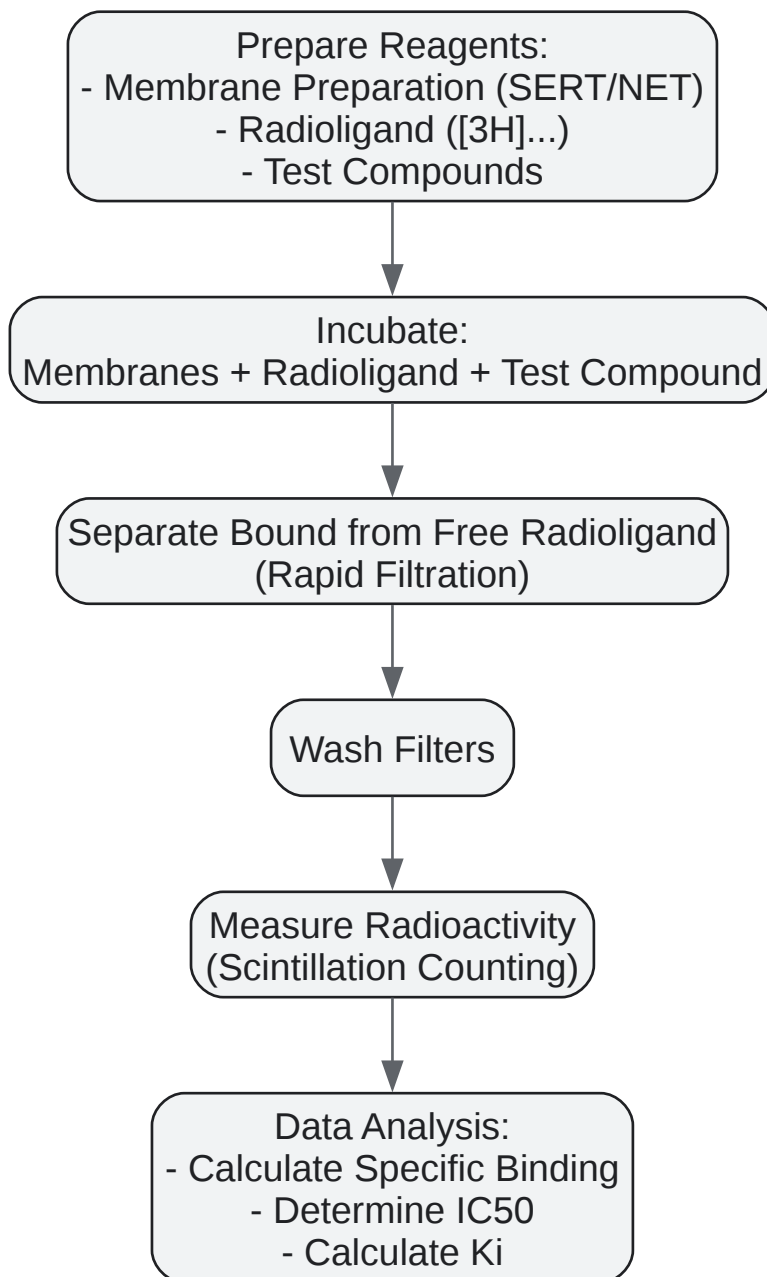 Prepare Reagents:
- Membrane Preparation (SERT/NET)
- Radioligand ([3H]...)
- Test Compounds
Incubate:
Membranes + Radioligand + Test Compound
Separate Bound from Free Radioligand
(Rapid Filtration)
Wash Filters
Measure Radioactivity
(Scintillation Counting)
Data Analysis:
- Calculate Specific Binding
- Determine IC50
- Calculate Ki